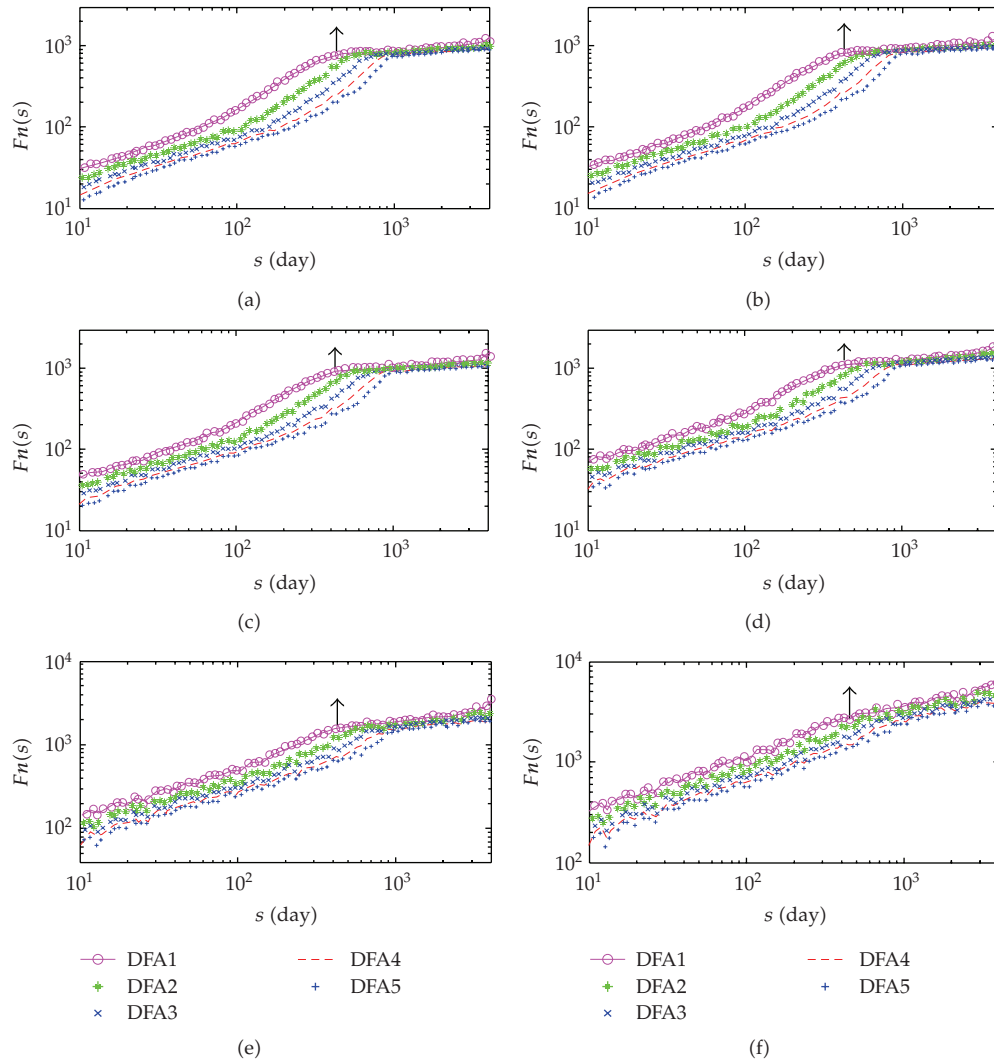 10³
10²
10¹
Fn(s)
10¹
10²
10³
s (day)
(a)
10³
10²
10¹
Fn(s)
10¹
10²
10³
s (day)
(b)
10³
10²
10¹
Fn(s)
10¹
10²
10³
s (day)
(c)
10³
10²
10¹
Fn(s)
10¹
10²
10³
s (day)
(d)
10⁴
10³
10²
Fn(s)
10¹
10²
10³
s (day)
DFA1
DFA2
DFA3
DFA4
DFA5
(e)
10⁴
10³
10²
Fn(s)
10¹
10²
10³
s (day)
DFA1
DFA2
DFA3
DFA4
DFA5
(f)